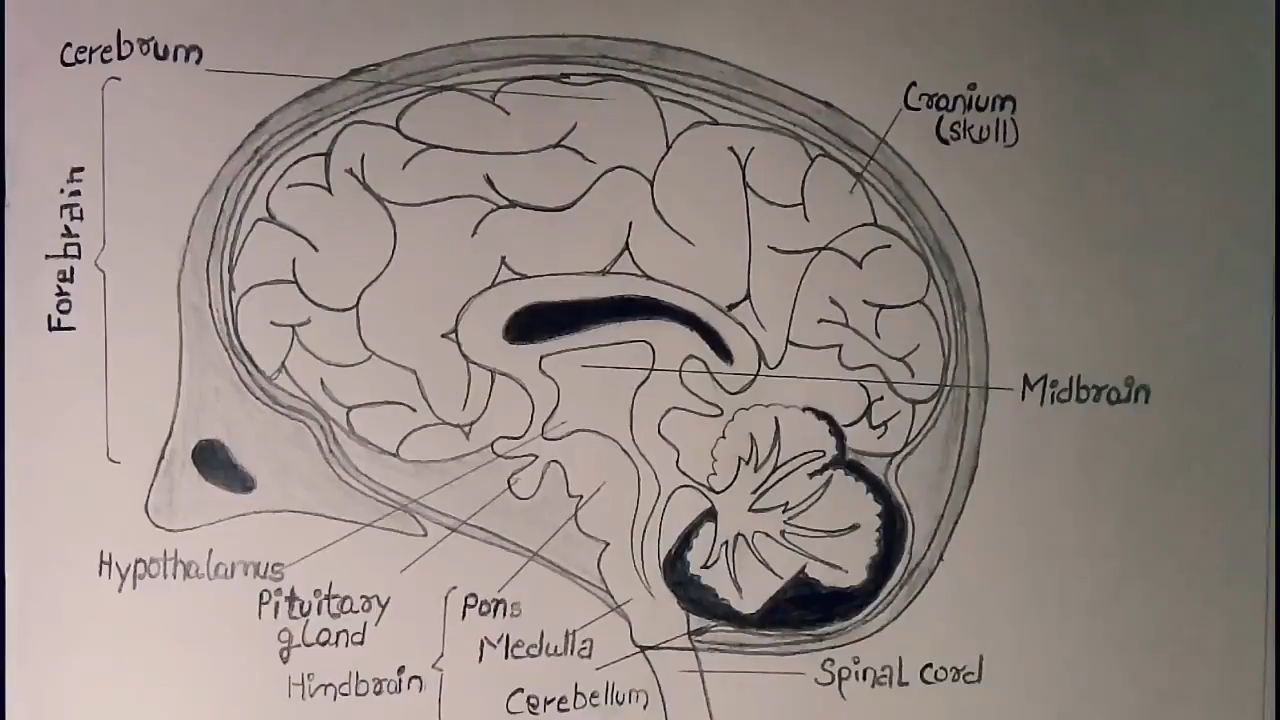 Cerebrum
Cranium
(skull)
Forebrain
Midbrain
Hypothalamus
Pituitary
gland
Hindbrain
Pons
Medulla
Cerebellum
Spinal cord